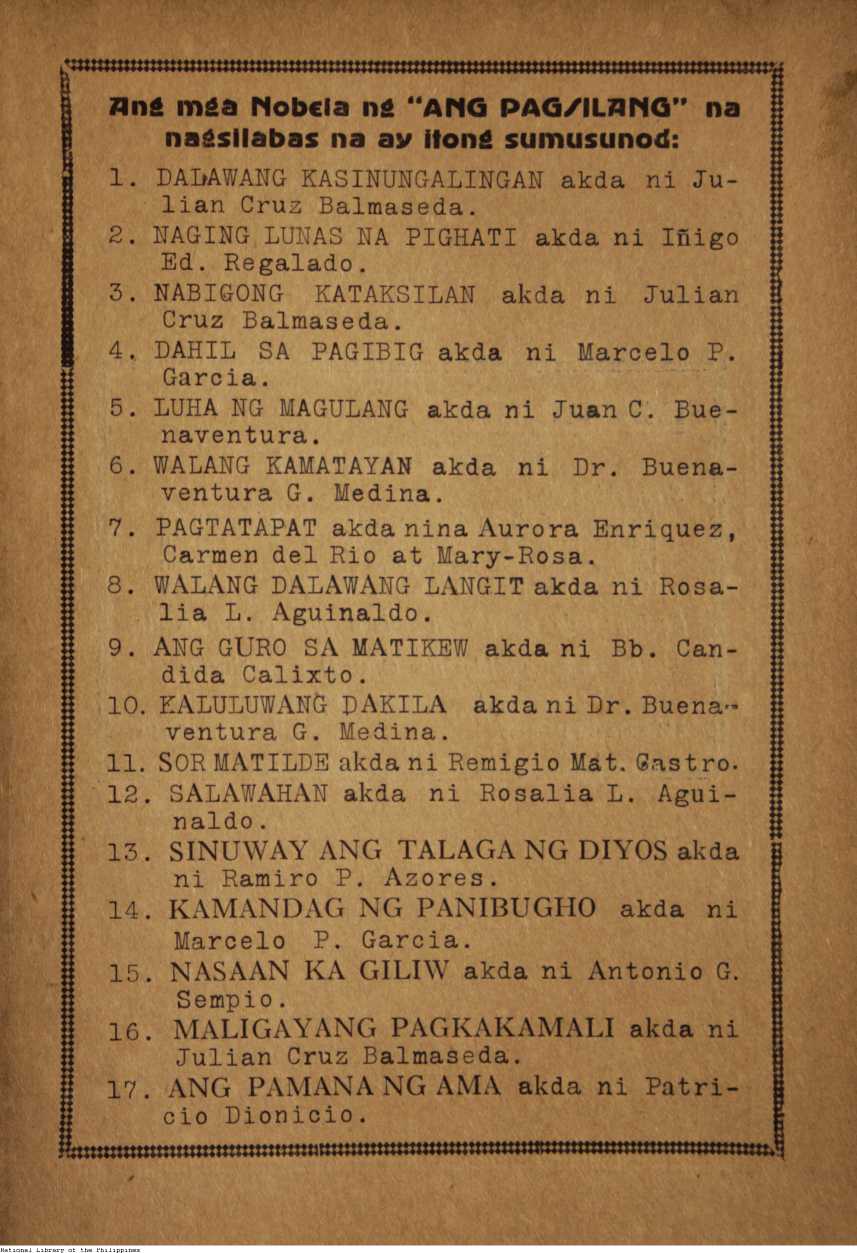 Ang mga Nobela ng "ANG PAGSILANG" na
nagsilabas na ay itong sumusunod:
1. DALAWANG KASINUNGALINGAN akda ni Ju-
lian Cruz Balmaseda.
2. NAGING LUNAS NA PIGHATI akda ni Iñigo
Ed. Regalado.
3. NABIGONG KATAKSILAN akda ni Julian
Cruz Balmaseda.
4. DAHIL SA PAGIBIG akda ni Marcelo P.
Garcia.
5. LUHA NG MAGULANG akda ni Juan C. Bue-
naventura.
6. WALANG KAMATAYAN akda ni Dr. Buena-
ventura G. Medina.
7. PAGTATAPAT akda nina Aurora Enriquez,
Carmen del Rio at Mary-Rosa.
8. WALANG DALAWANG LANGIT akda ni Rosa-
lia L. Aguinaldo.
9. ANG GURO SA MATIKEW akda ni Bb. Can-
dida Calixto.
10. KALULUWANG DAKILA akda ni Dr. Buena-
ventura G. Medina.
11. SOR MATILDE akda ni Remigio Mat. Castro.
12. SALAWAHAN akda ni Rosalia L. Agui-
naldo.
13. SINUWAY ANG TALAGA NG DIYOS akda
ni Ramiro P. Azores.
14. KAMANDAG NG PANIBUGHO akda ni
Marcelo P. Garcia.
15. NASAAN KA GILIW akda ni Antonio G.
Sempio.
16. MALIGAYANG PAGKAKAMALI akda ni
Julian Cruz Balmaseda.
17. ANG PAMANA NG AMA akda ni Patri-
cio Dionicio.
National Library of the Philippines